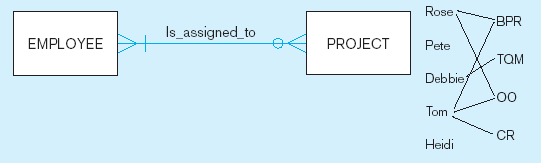 EMPLOYEE
Is_assigned_to
PROJECT
Rose
Pete
Debbie
Tom
Heidi
BPR
TQM
OO
CR